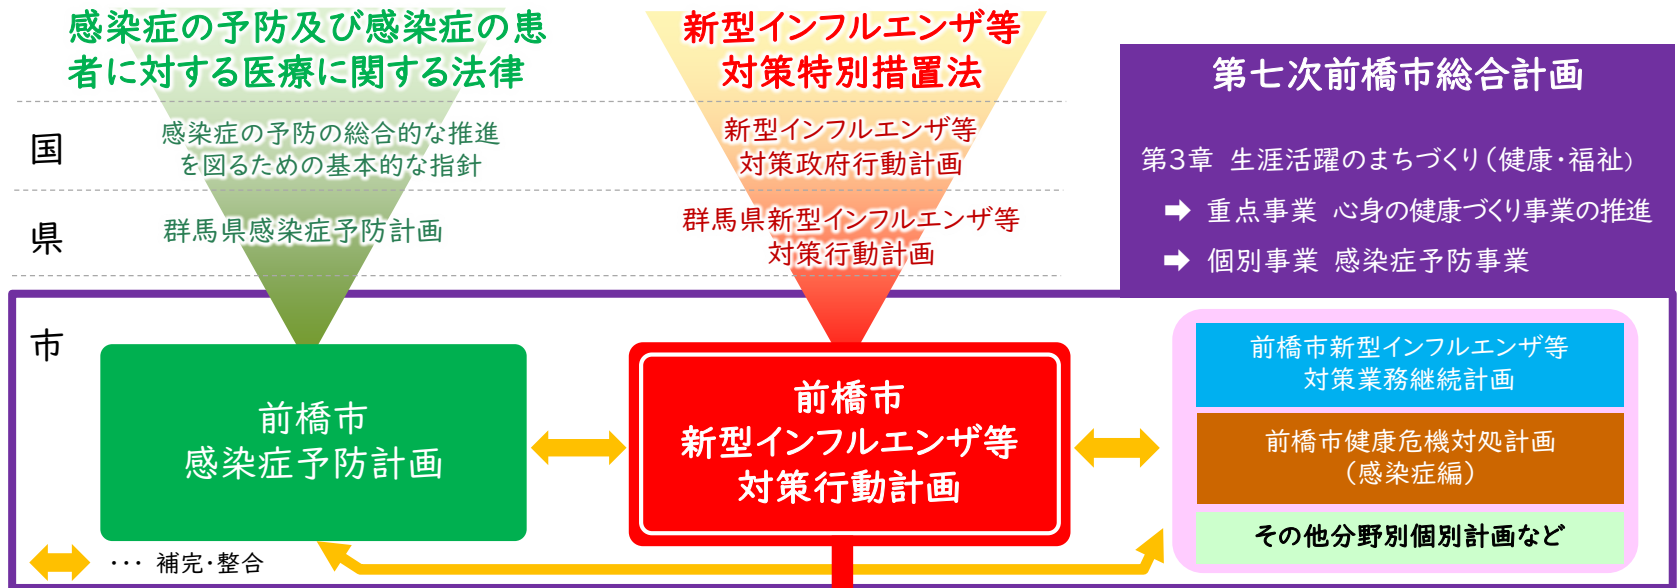 感染症の予防及び感染症の患
者に対する医療に関する法律
新型インフルエンザ等
対策特別措置法
第七次前橋市総合計画
国
感染症の予防の総合的な推進
を図るための基本的な指針
新型インフルエンザ等
対策政府行動計画
第3章 生涯活躍のまちづくり(健康・福祉)
➡ 重点事業 心身の健康づくり事業の推進
➡ 個別事業 感染症予防事業
県
群馬県感染症予防計画
群馬県新型インフルエンザ等
対策行動計画
市
前橋市
感染症予防計画
前橋市
新型インフルエンザ等
対策行動計画
前橋市新型インフルエンザ等
対策業務継続計画
前橋市健康危機対処計画
(感染症編)
その他分野別個別計画など
・・・ 補完・整合